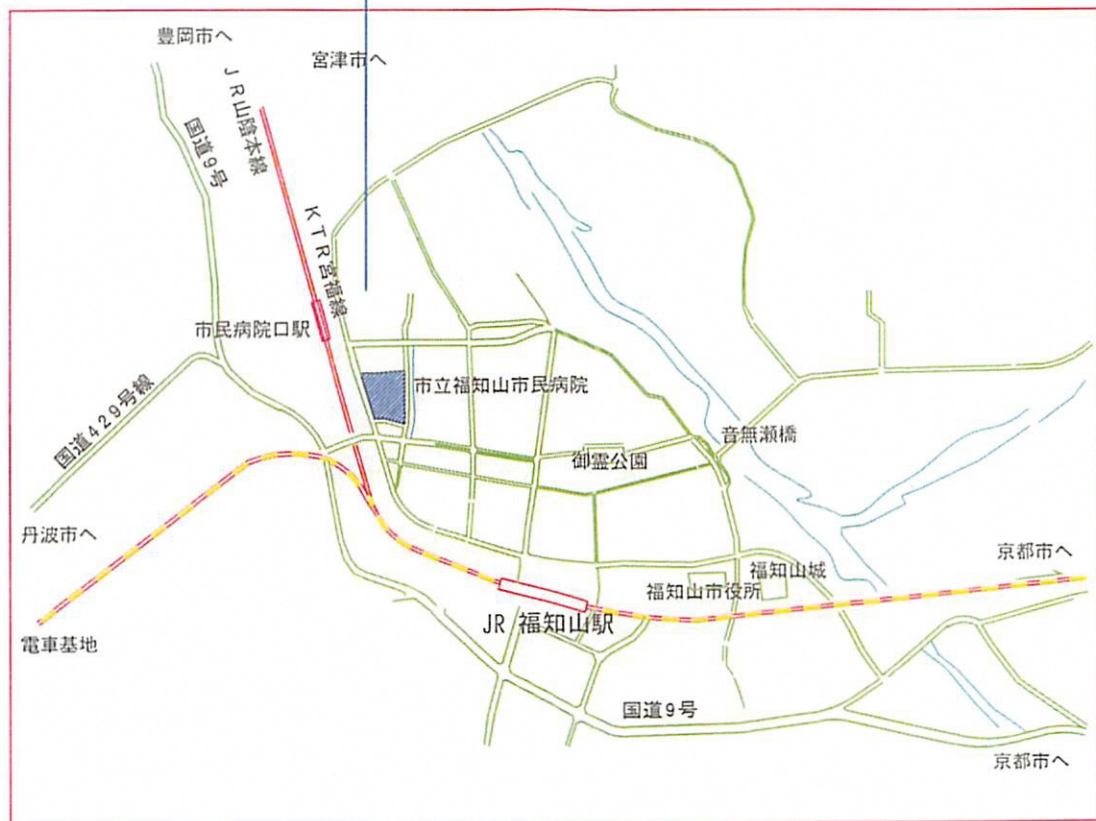 豊岡市へ
宮津市へ
JR山陰本線
国道9号
KTR宮福線
市民病院口駅
市立福知山市民病院
国道429号線
音無瀬橋
御霊公園
丹波市へ
京都市へ
福知山城
福知山市役所
JR 福知山駅
電車基地
国道9号
京都市へ